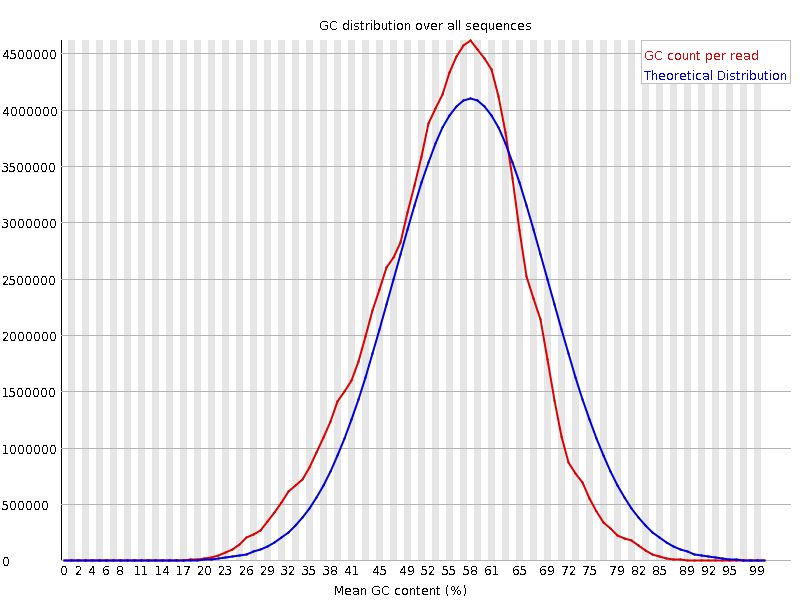 GC distribution over all sequences
GC count per read
Theoretical Distribution
4500000
4000000
3500000
3000000
2500000
2000000
1500000
1000000
500000
0
0 2 4 6 8 11 14 17 20 23 26 29 32 35 38 41 45 49 52 55 58 61 65 69 72 75 79 82 85 89 92 95 99
Mean GC content (%)